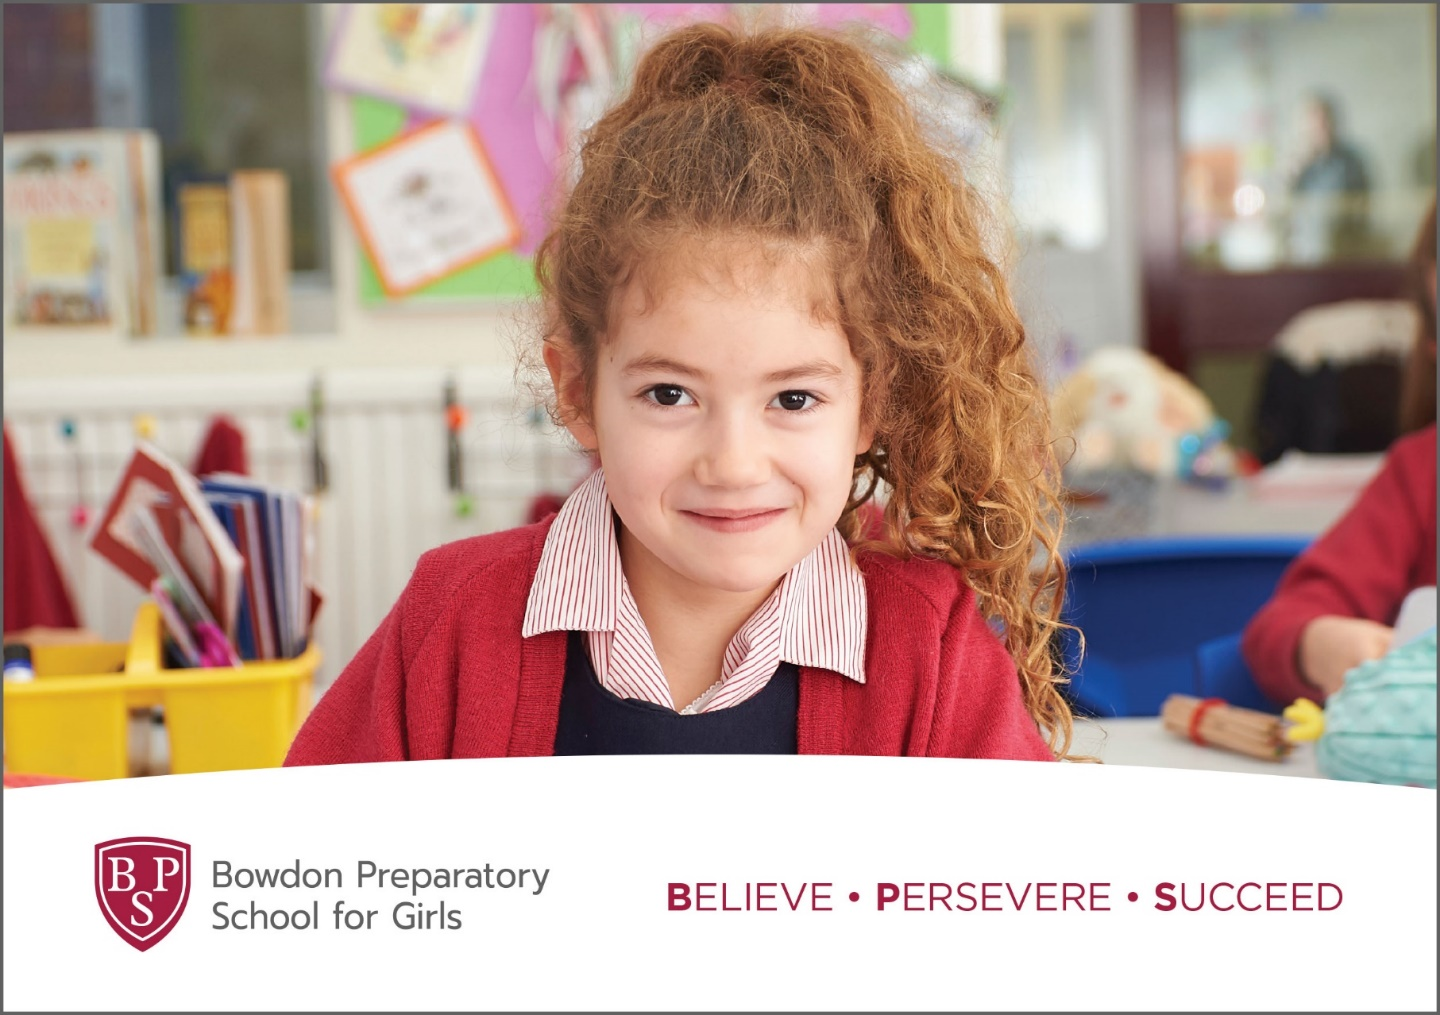 BPS
Bowdon Preparatory
School for Girls
BELIEVE • PERSEVERE • SUCCEED